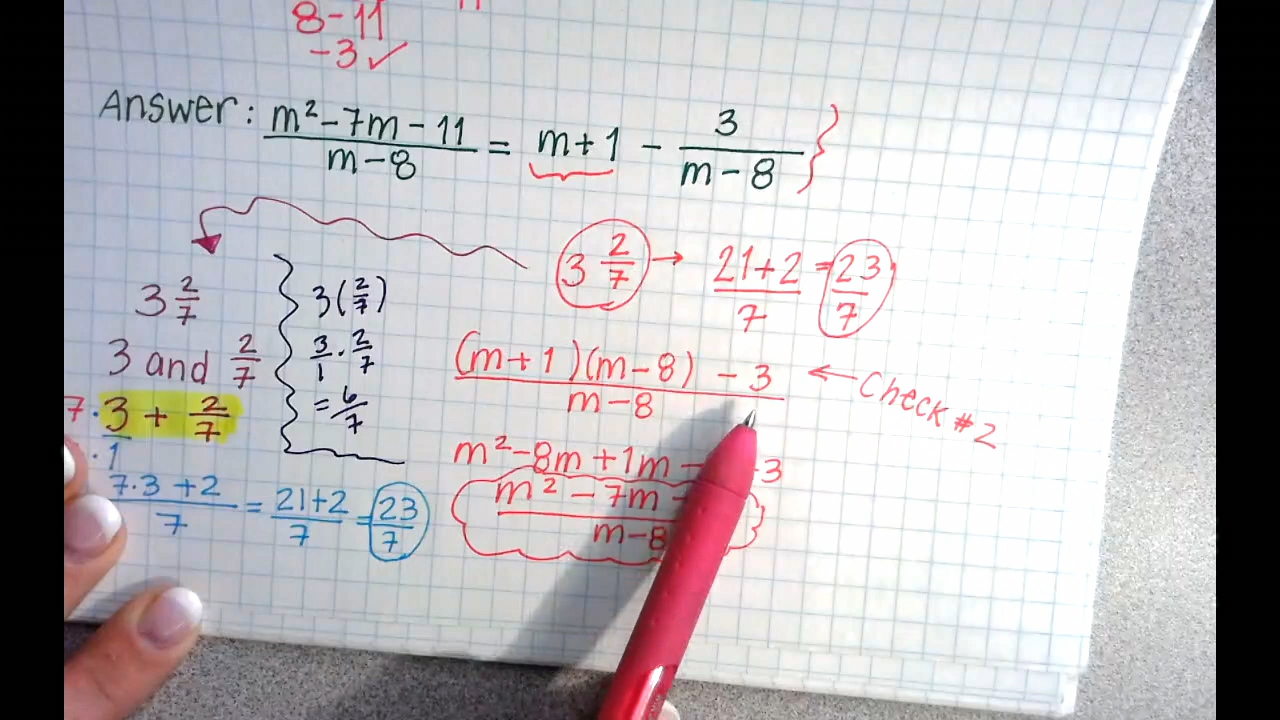 8-11
-3 ✓
Answer: (m² - 7m - 11)/(m - 8) = m + 1 - 3/(m - 8)
3 2/7 → (21+2)/7 = 23/7
3 2/7
3 and 2/7
7 · 3 + 2/7
· 1
(7·3 + 2)/7 = (21+2)/7 = 23/7
3(2/7)
3/1 · 2/7
= 6/7
((m+1)(m-8) - 3)/(m-8) ← Check #2
m² - 8m + 1m - 3
(m² - 7m -)/(m-8)